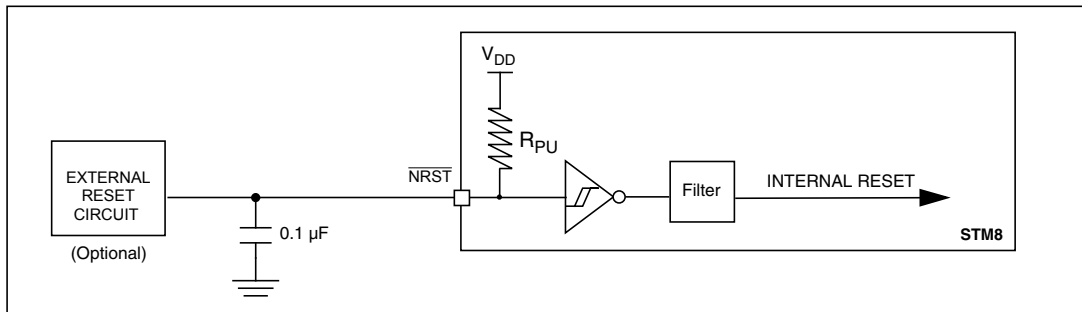 VDD
RPU
EXTERNAL
RESET
CIRCUIT
(Optional)
0.1 µF
NRST
Filter
INTERNAL RESET
STM8